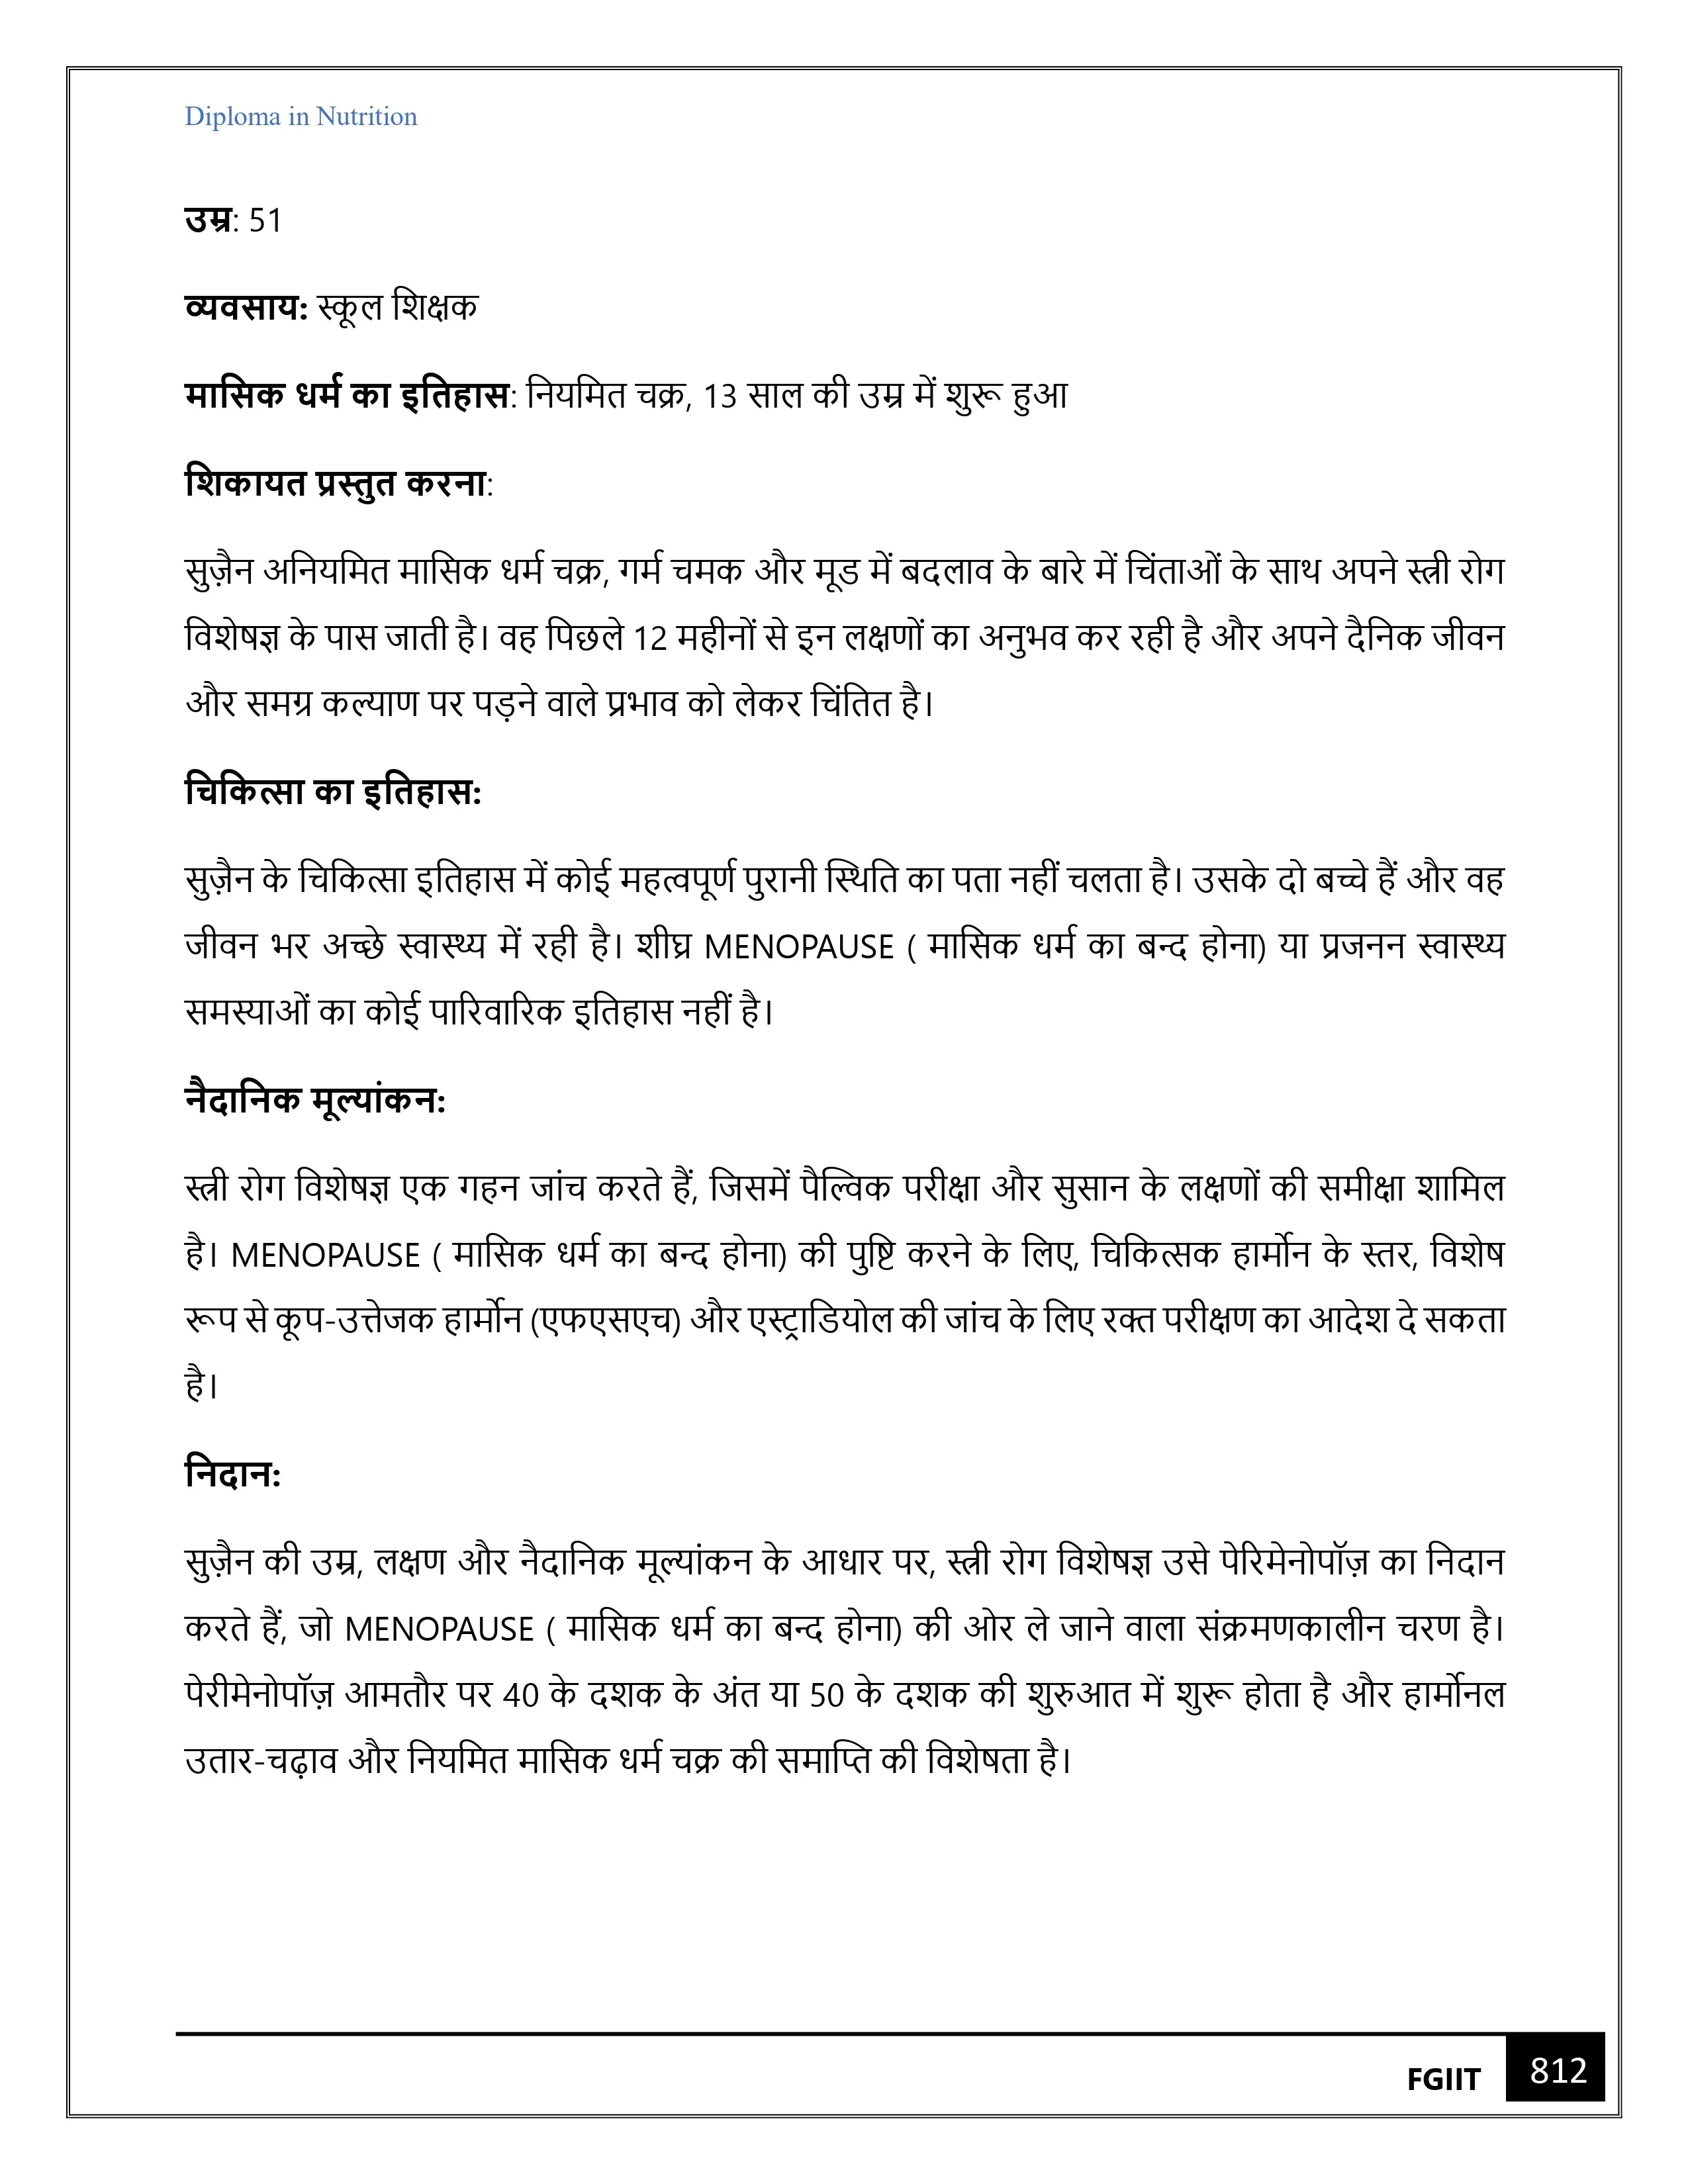 Diploma in Nutrition
उम्र: 51
व्यवसाय: स्कूल शिक्षक
मासिक धर्म का इतिहास: नियमित चक्र, 13 साल की उम्र में शुरू हुआ
शिकायत प्रस्तुत करना:
सुज़ैन अनियमित मासिक धर्म चक्र, गर्म चमक और मूड में बदलाव के बारे में चिंताओं के साथ अपने स्त्री रोग
विशेषज्ञ के पास जाती है। वह पिछले 12 महीनों से इन लक्षणों का अनुभव कर रही है और अपने दैनिक जीवन
और समग्र कल्याण पर पड़ने वाले प्रभाव को लेकर चिंतित है।
चिकित्सा का इतिहास:
सुज़ैन के चिकित्सा इतिहास में कोई महत्वपूर्ण पुरानी स्थिति का पता नहीं चलता है। उसके दो बच्चे हैं और वह
जीवन भर अच्छे स्वास्थ्य में रही है। शीघ्र MENOPAUSE ( मासिक धर्म का बन्द होना) या प्रजनन स्वास्थ्य
समस्याओं का कोई पारिवारिक इतिहास नहीं है।
नैदानिक मूल्यांकन:
स्त्री रोग विशेषज्ञ एक गहन जांच करते हैं, जिसमें पैल्विक परीक्षा और सुसान के लक्षणों की समीक्षा शामिल
है। MENOPAUSE ( मासिक धर्म का बन्द होना) की पुष्टि करने के लिए, चिकित्सक हार्मोन के स्तर, विशेष
रूप से कूप-उत्तेजक हार्मोन (एफएसएच) और एस्ट्राडियोल की जांच के लिए रक्त परीक्षण का आदेश दे सकता
है।
निदान:
सुज़ैन की उम्र, लक्षण और नैदानिक मूल्यांकन के आधार पर, स्त्री रोग विशेषज्ञ उसे पेरिमेनोपॉज़ का निदान
करते हैं, जो MENOPAUSE ( मासिक धर्म का बन्द होना) की ओर ले जाने वाला संक्रमणकालीन चरण है।
पेरीमेनोपॉज़ आमतौर पर 40 के दशक के अंत या 50 के दशक की शुरुआत में शुरू होता है और हार्मोनल
उतार-चढ़ाव और नियमित मासिक धर्म चक्र की समाप्ति की विशेषता है।
FGIIT 812